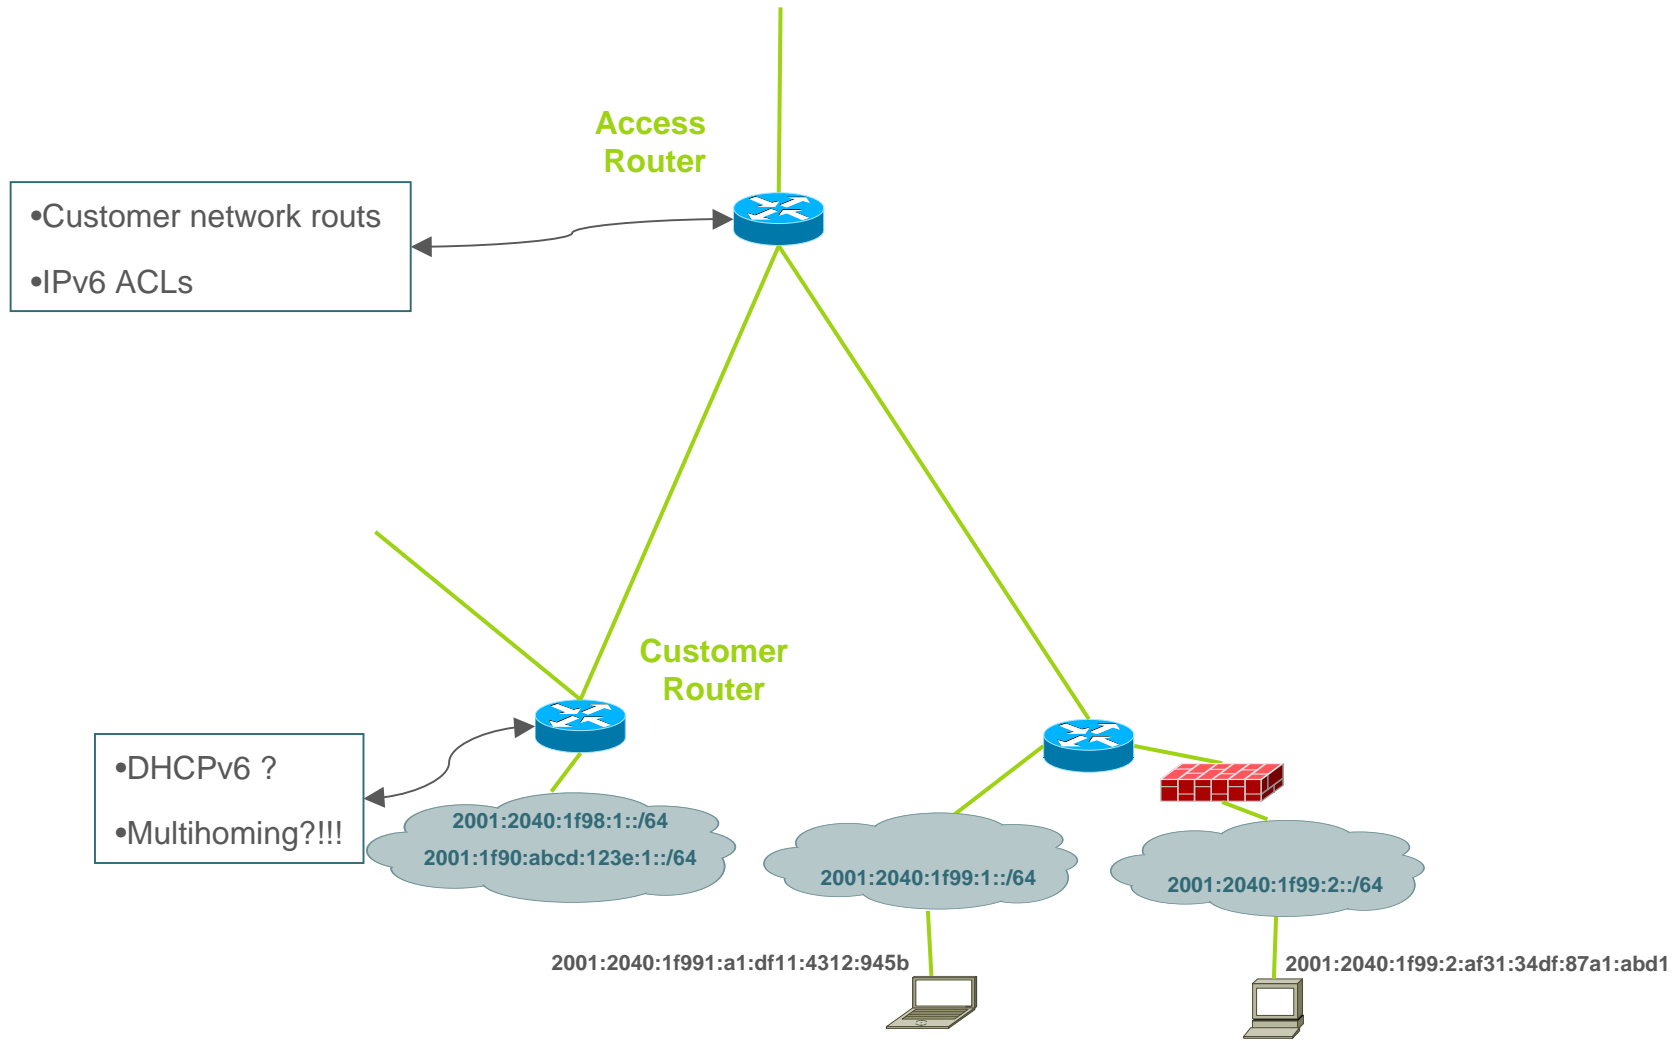 Access
Router
•Customer network routs
•IPv6 ACLs
Customer
Router
•DHCPv6 ?
•Multihoming?!!!
2001:2040:1f98:1::/64
2001:1f90:abcd:123e:1::/64
2001:2040:1f99:1::/64
2001:2040:1f99:2::/64
2001:2040:1f991:a1:df11:4312:945b
2001:2040:1f99:2:af31:34df:87a1:abd1